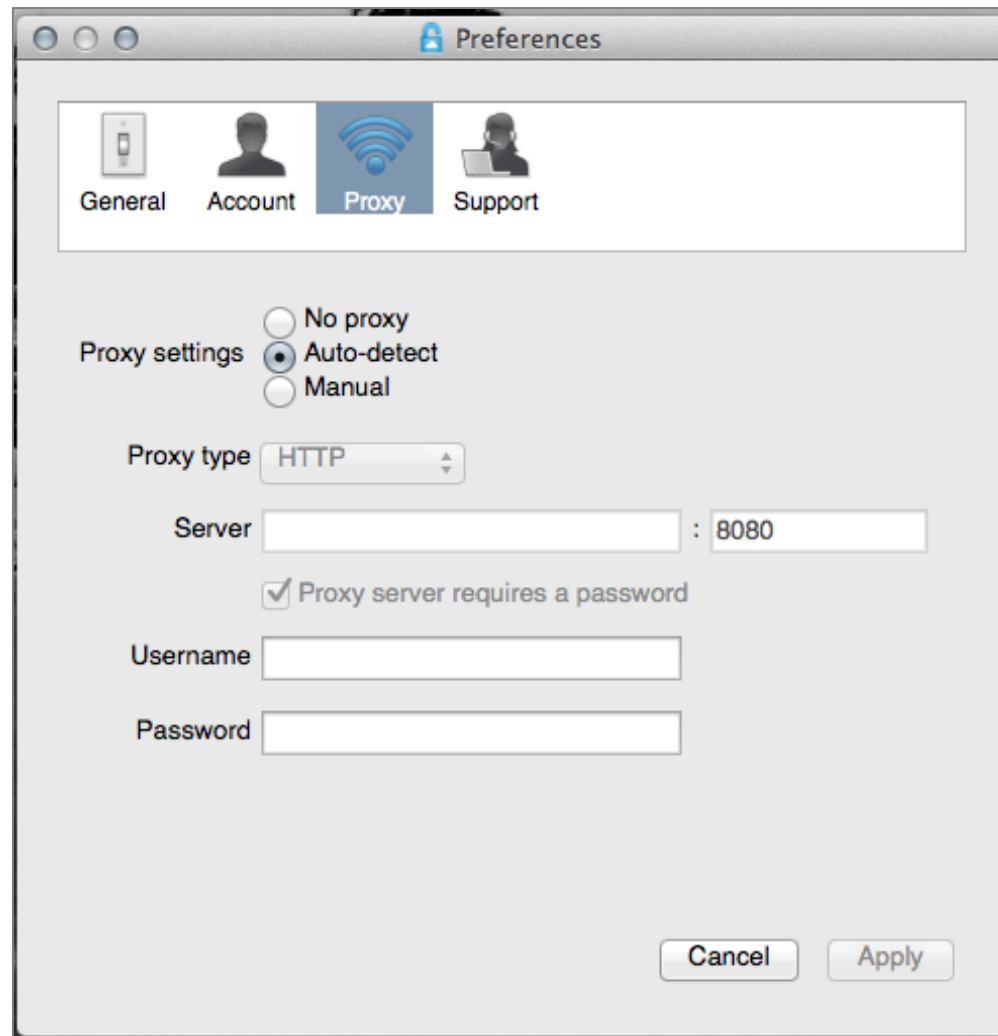 Preferences
General Account Proxy Support
No proxy
Proxy settings Auto-detect
Manual
Proxy type HTTP
Server : 8080
Proxy server requires a password
Username
Password
Cancel Apply